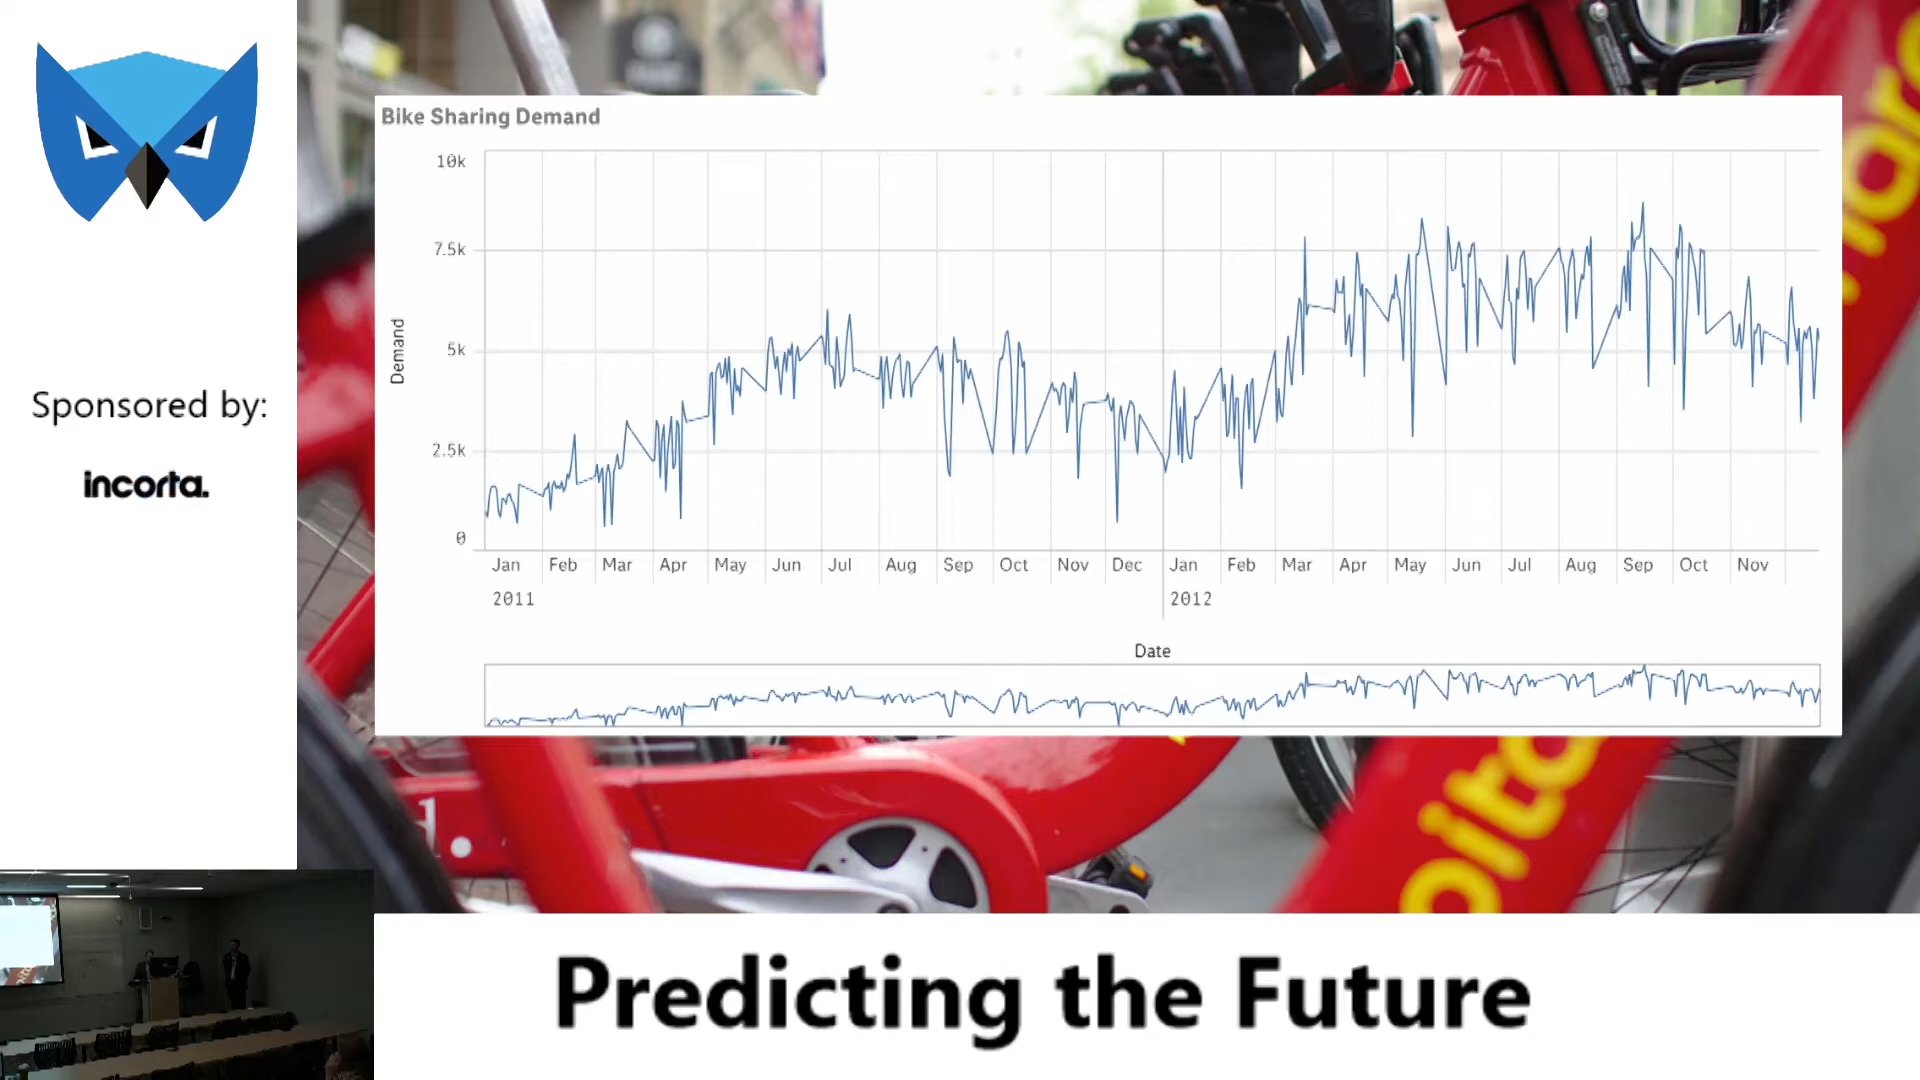 Sponsored by:
incorta.
Bike Sharing Demand
10k
7.5k
5k
2.5k
0
Demand
Jan Feb Mar Apr May Jun Jul Aug Sep Oct Nov Dec Jan Feb Mar Apr May Jun Jul Aug Sep Oct Nov
2011 2012
Date
Predicting the Future